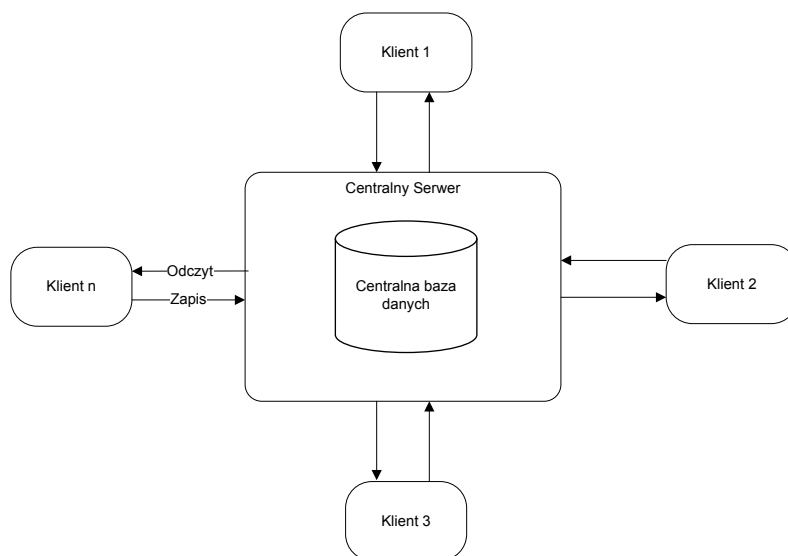 Klient 1
Centralny Serwer
Odczyt
Klient n
Zapis
Centralna baza
danych
Klient 2
Klient 3